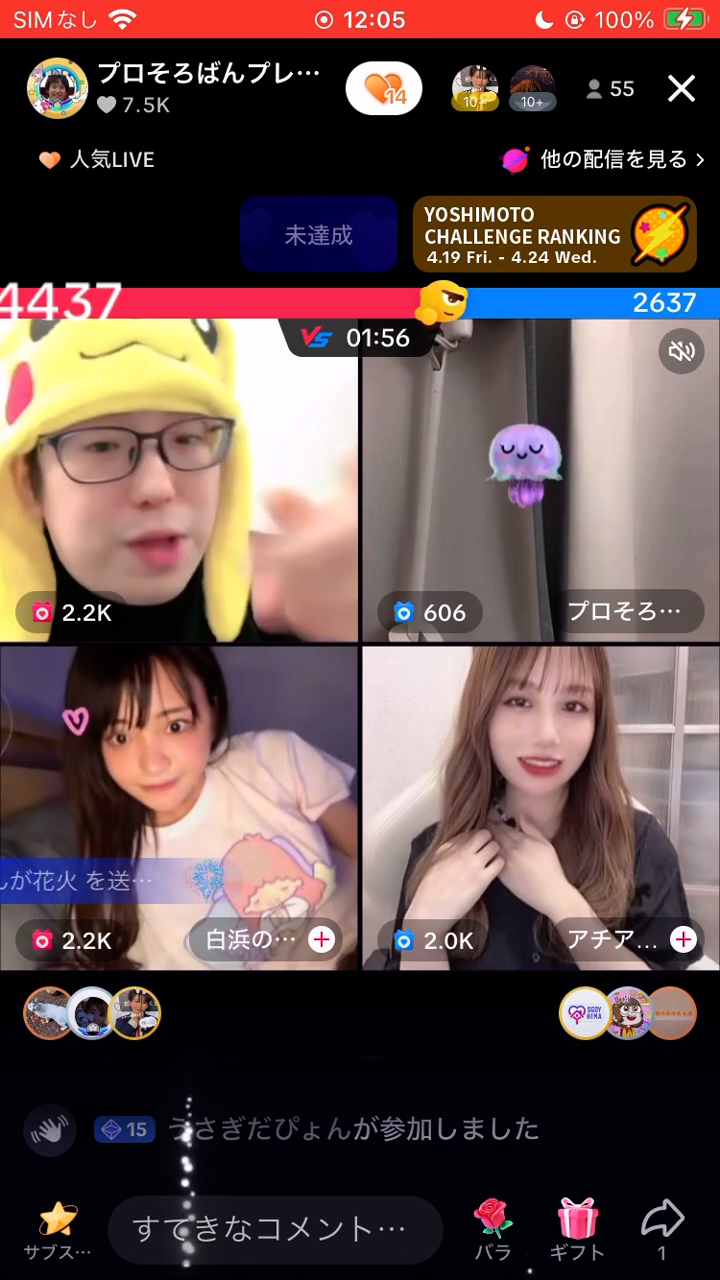 SIMなし
12:05
100%
プロそろばんプレ…
7.5K
14
10+
10+
55
人気LIVE
他の配信を見る
未達成
YOSHIMOTO
CHALLENGE RANKING
4.19 Fri. - 4.24 Wed.
4437
2637
VS 01:56
2.2K
606
プロそろ…
んが花火 を送…
2.2K
白浜の…
2.0K
アチア…
15
うさぎだぴょんが参加しました
サブス…
すてきなコメント…
バラ
ギフト
1